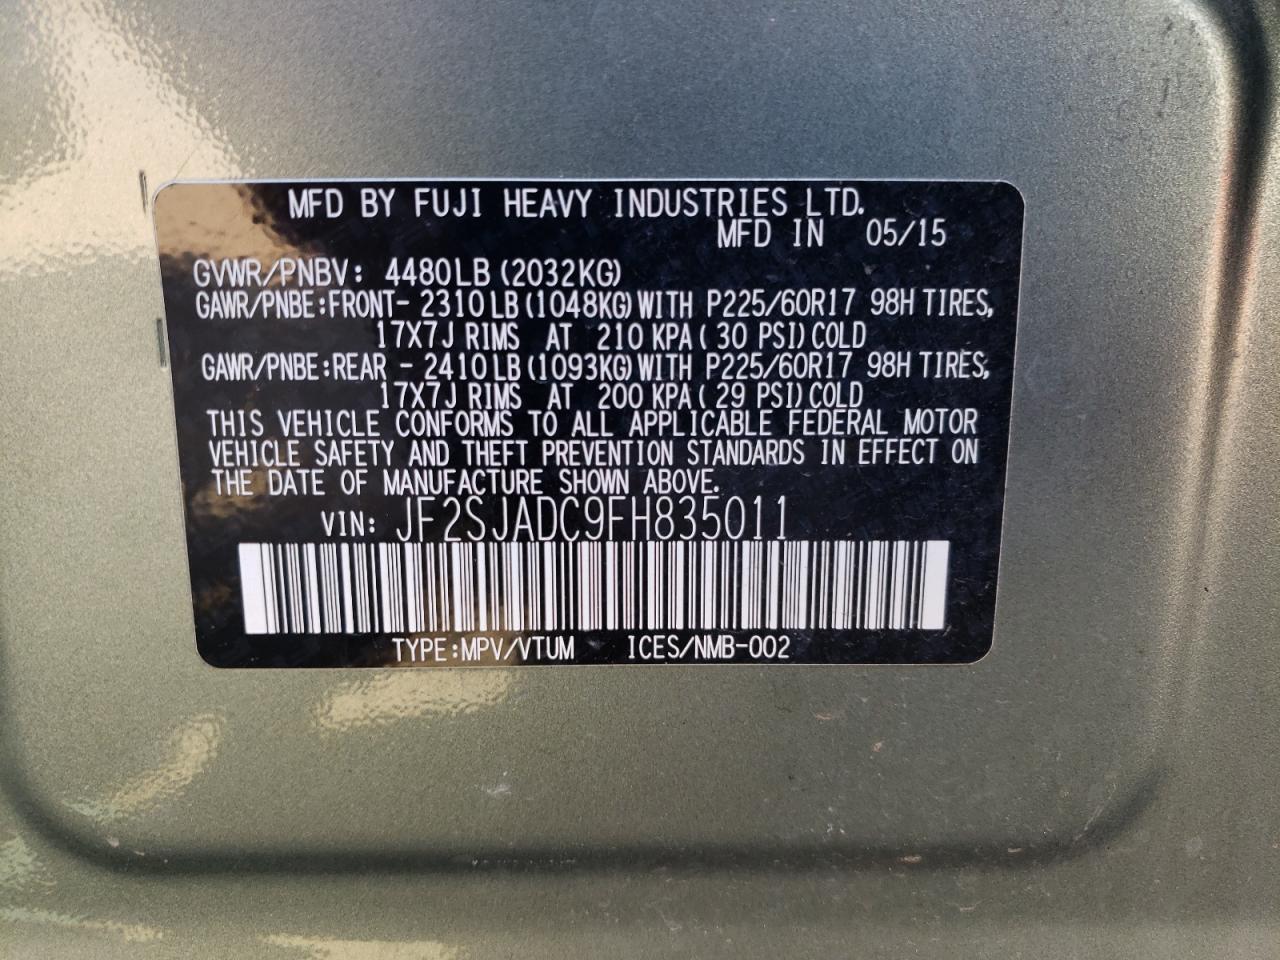 MFD BY FUJI HEAVY INDUSTRIES LTD.
MFD IN 05/15
GVWR/PNBV: 4480LB (2032KG)
GAWR/PNBE:FRONT- 2310LB (1048KG) WITH P225/60R17 98H TIRES,
17X7J RIMS AT 210 KPA ( 30 PSI) COLD
GAWR/PNBE:REAR - 2410LB (1093KG) WITH P225/60R17 98H TIRES,
17X7J RIMS AT 200 KPA ( 29 PSI) COLD
THIS VEHICLE CONFORMS TO ALL APPLICABLE FEDERAL MOTOR
VEHICLE SAFETY AND THEFT PREVENTION STANDARDS IN EFFECT ON
THE DATE OF MANUFACTURE SHOWN ABOVE.
VIN: JF2SJADC9FH835011
TYPE:MPV/VTUM ICES/NMB-002